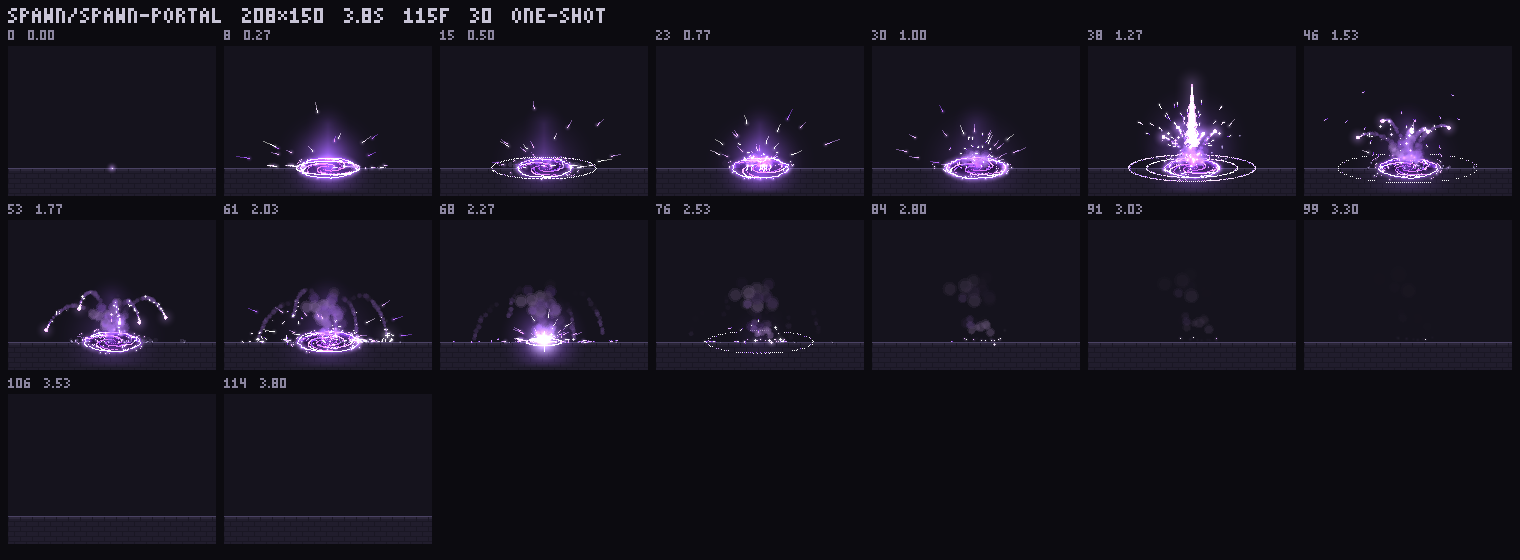 SPAWN/SPAWN-PORTAL 208×150 3.8S 115F 30 ONE-SHOT
0 0.00 8 0.27 15 0.50 23 0.77 30 1.00 38 1.27 46 1.53
53 1.77 61 2.03 68 2.27 76 2.53 84 2.80 91 3.03 99 3.30
106 3.53 114 3.80